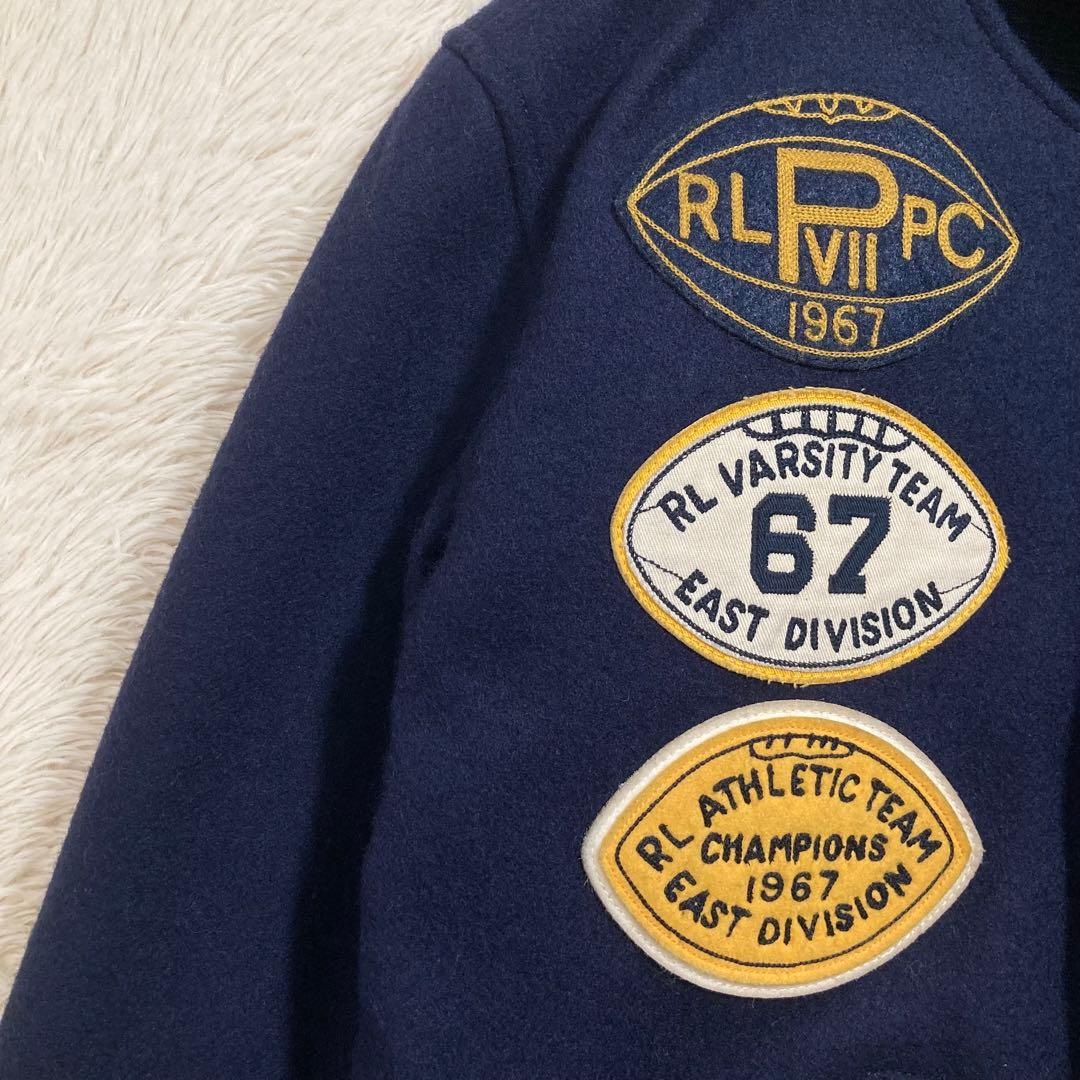 RL P PC
VII
1967
RL VARSITY TEAM
67
EAST DIVISION
RL ATHLETIC TEAM
CHAMPIONS
1967
EAST DIVISION